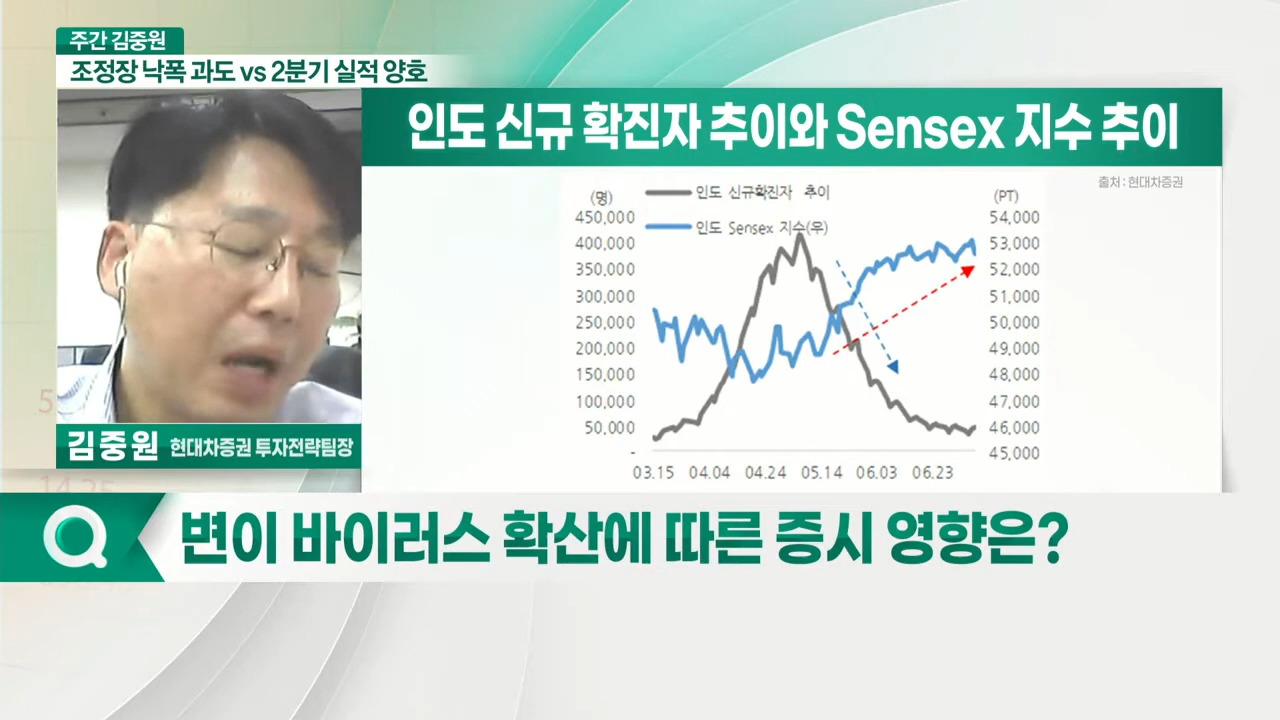 주간 김중원
조정장 낙폭 과도 vs 2분기 실적 양호
인도 신규 확진자 추이와 Sensex 지수 추이
출처 : 현대차증권
(명)
인도 신규확진자 추이
(PT)
인도 Sensex 지수(우)
450,000
400,000
350,000
300,000
250,000
200,000
150,000
100,000
50,000
-
54,000
53,000
52,000
51,000
50,000
49,000
48,000
47,000
46,000
45,000
03.15 04.04 04.24 05.14 06.03 06.23
김중원 현대차증권 투자전략팀장
변이 바이러스 확산에 따른 증시 영향은?